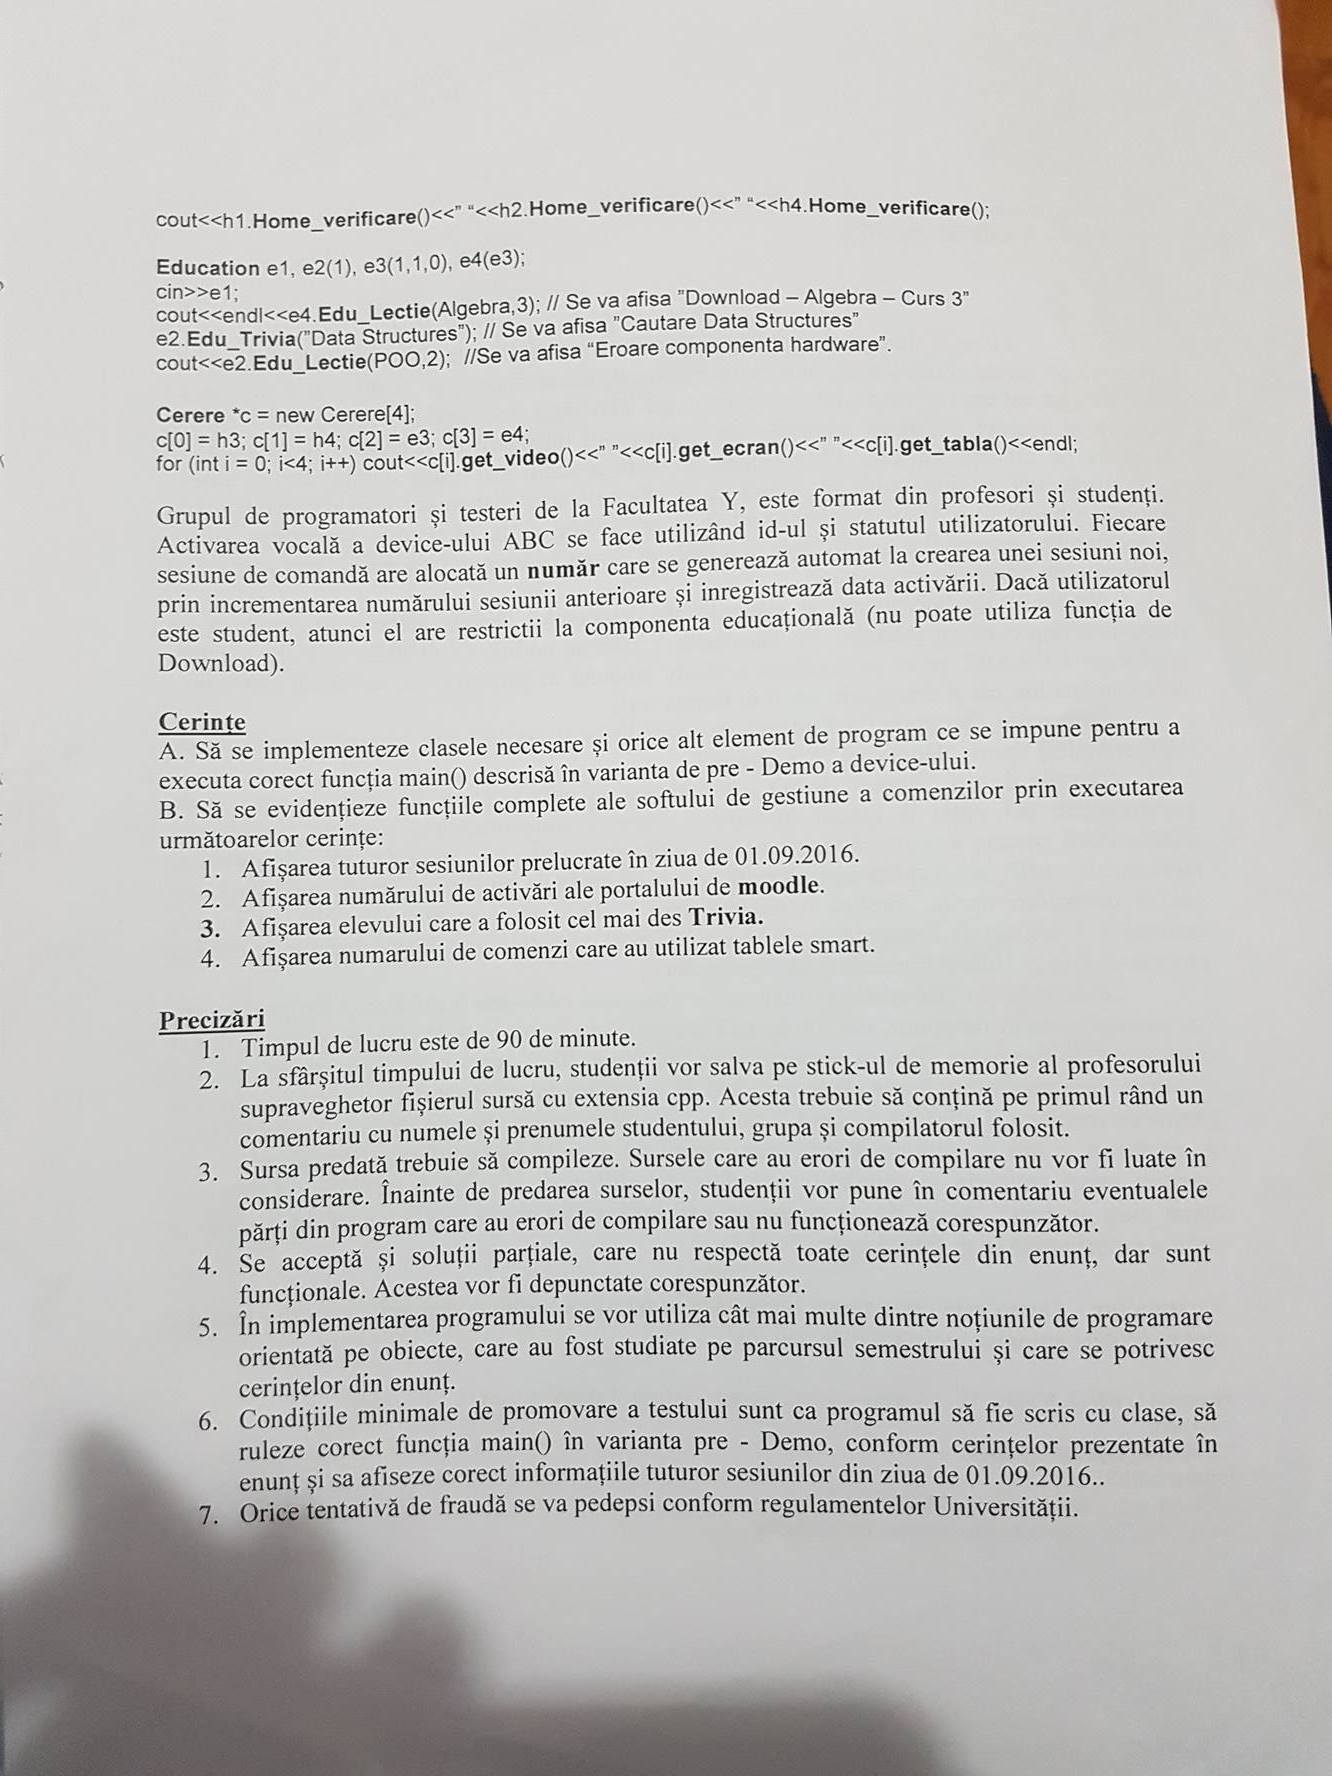 cout<<h1.Home_verificare()<<" "<<h2.Home_verificare()<<" "<<h4.Home_verificare();
Education e1, e2(1), e3(1,1,0), e4(e3);
cin>>e1;
cout<<endl<<e4.Edu_Lectie(Algebra,3); // Se va afisa "Download – Algebra – Curs 3"
e2.Edu_Trivia("Data Structures"); // Se va afisa "Cautare Data Structures"
cout<<e2.Edu_Lectie(POO,2); //Se va afisa "Eroare componenta hardware".
Cerere *c = new Cerere[4];
c[0] = h3; c[1] = h4; c[2] = e3; c[3] = e4;
for (int i = 0; i<4; i++) cout<<c[i].get_video()<<" "<<c[i].get_ecran()<<" "<<c[i].get_tabla()<<endl;
Grupul de programatori și testeri de la Facultatea Y, este format din profesori și studenți.
Activarea vocală a device-ului ABC se face utilizând id-ul și statutul utilizatorului. Fiecare
sesiune de comandă are alocată un număr care se generează automat la crearea unei sesiuni noi,
prin incrementarea numărului sesiunii anterioare și inregistrează data activării. Dacă utilizatorul
este student, atunci el are restrictii la componenta educațională (nu poate utiliza funcția de
Download).
Cerințe
A. Să se implementeze clasele necesare și orice alt element de program ce se impune pentru a
executa corect funcția main() descrisă în varianta de pre - Demo a device-ului.
B. Să se evidențieze funcțiile complete ale softului de gestiune a comenzilor prin executarea
următoarelor cerințe:
1. Afișarea tuturor sesiunilor prelucrate în ziua de 01.09.2016.
2. Afișarea numărului de activări ale portalului de moodle.
3. Afișarea elevului care a folosit cel mai des Trivia.
4. Afișarea numarului de comenzi care au utilizat tablele smart.
Precizări
1. Timpul de lucru este de 90 de minute.
2. La sfârșitul timpului de lucru, studenții vor salva pe stick-ul de memorie al profesorului
supraveghetor fișierul sursă cu extensia cpp. Acesta trebuie să conțină pe primul rând un
comentariu cu numele și prenumele studentului, grupa și compilatorul folosit.
3. Sursa predată trebuie să compileze. Sursele care au erori de compilare nu vor fi luate în
considerare. Înainte de predarea surselor, studenții vor pune în comentariu eventualele
părți din program care au erori de compilare sau nu funcționează corespunzător.
4. Se acceptă și soluții parțiale, care nu respectă toate cerințele din enunț, dar sunt
funcționale. Acestea vor fi depunctate corespunzător.
5. În implementarea programului se vor utiliza cât mai multe dintre noțiunile de programare
orientată pe obiecte, care au fost studiate pe parcursul semestrului și care se potrivesc
cerințelor din enunț.
6. Condițiile minimale de promovare a testului sunt ca programul să fie scris cu clase, să
ruleze corect funcția main() în varianta pre - Demo, conform cerințelor prezentate în
enunț și sa afiseze corect informațiile tuturor sesiunilor din ziua de 01.09.2016..
7. Orice tentativă de fraudă se va pedepsi conform regulamentelor Universității.